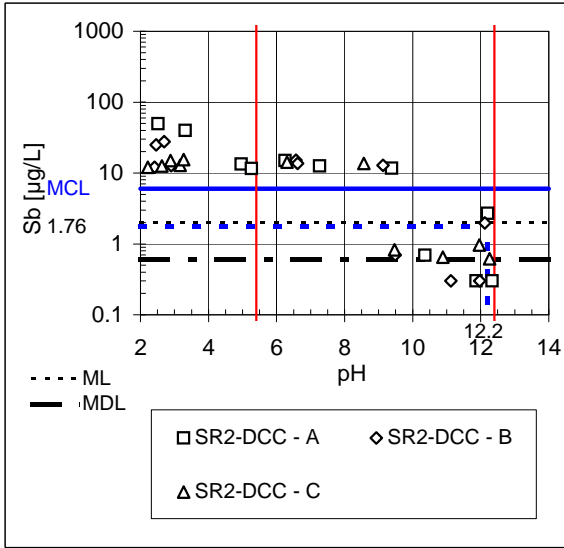 1000
100
10
MCL
Sb [µg/L]
1.76
1
0.1
12.2
2 4 6 8 10 12 14
pH
ML
MDL
SR2-DCC - A
SR2-DCC - B
SR2-DCC - C